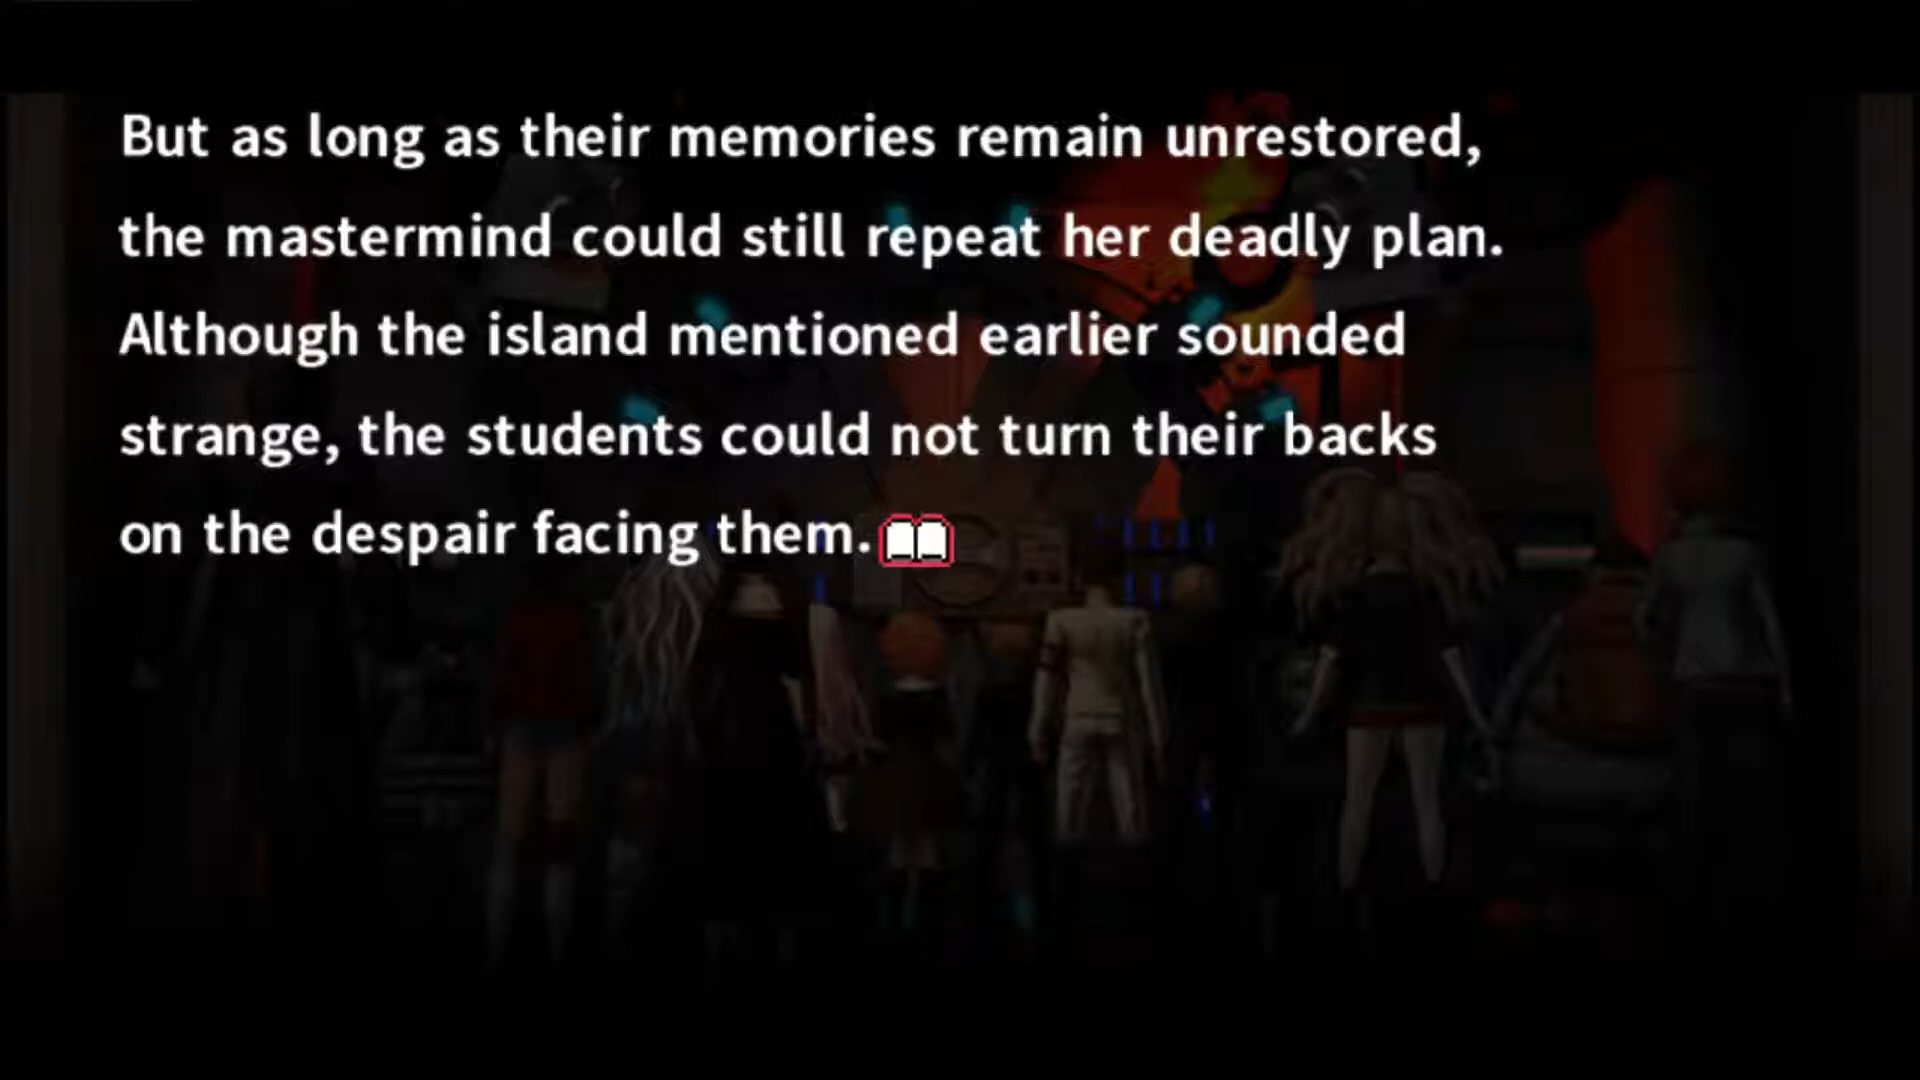 But as long as their memories remain unrestored,
the mastermind could still repeat her deadly plan.
Although the island mentioned earlier sounded
strange, the students could not turn their backs
on the despair facing them.